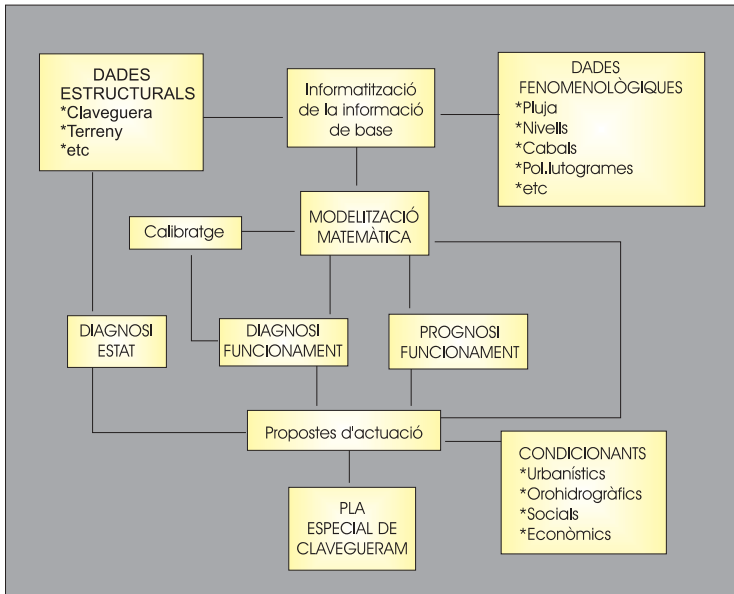 DADES
ESTRUCTURALS
*Claveguera
*Terreny
*etc
Informatització
de la informació
de base
DADES
FENOMENOLÒGIQUES
*Pluja
*Nivells
*Cabals
*Pol.lutogrames
*etc
Calibratge
MODELITZACIÓ
MATEMÀTICA
DIAGNOSI
ESTAT
DIAGNOSI
FUNCIONAMENT
PROGNOSI
FUNCIONAMENT
Propostes d'actuació
CONDICIONANTS
*Urbanístics
*Orohidrogràfics
*Socials
*Econòmics
PLA
ESPECIAL DE
CLAVEGUERAM